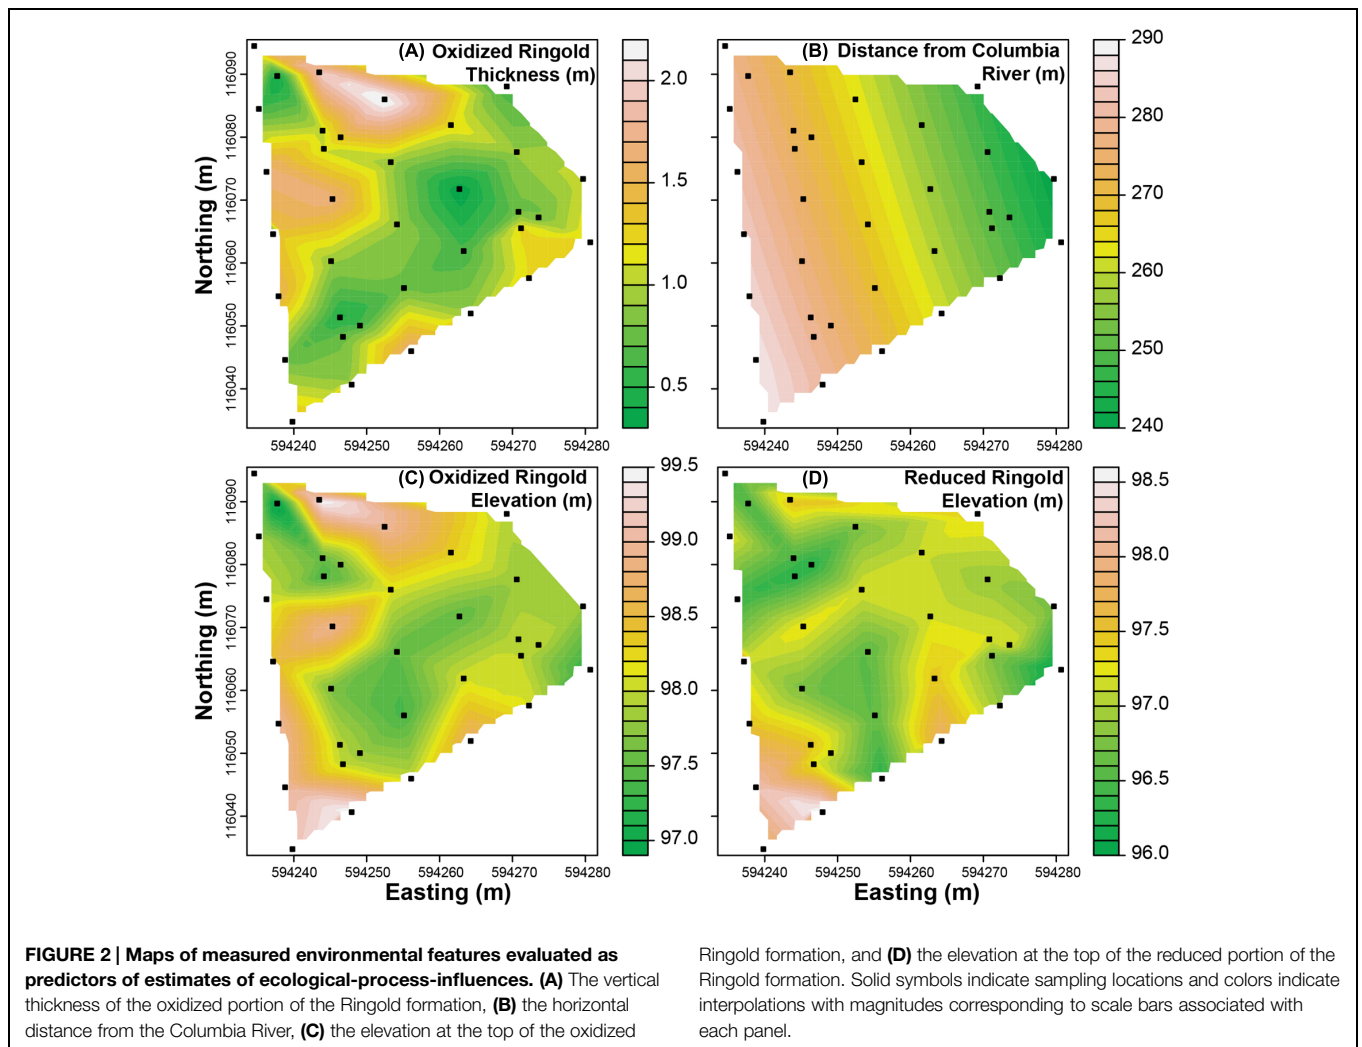 (A) Oxidized Ringold
Thickness (m)
Northing (m)
116090
116080
116070
116060
116050
116040
594240 594250 594260 594270 594280
2.0
1.5
1.0
0.5
(B) Distance from Columbia
River (m)
594240 594250 594260 594270 594280
290
280
270
260
250
240
(C) Oxidized Ringold
Elevation (m)
Northing (m)
116090
116080
116070
116060
116050
116040
594240 594250 594260 594270 594280
Easting (m)
99.5
99.0
98.5
98.0
97.5
97.0
(D) Reduced Ringold
Elevation (m)
594240 594250 594260 594270 594280
Easting (m)
98.5
98.0
97.5
97.0
96.5
96.0
FIGURE 2 | Maps of measured environmental features evaluated as
predictors of estimates of ecological-process-influences. (A) The vertical
thickness of the oxidized portion of the Ringold formation, (B) the horizontal
distance from the Columbia River, (C) the elevation at the top of the oxidized
Ringold formation, and (D) the elevation at the top of the reduced portion of the
Ringold formation. Solid symbols indicate sampling locations and colors indicate
interpolations with magnitudes corresponding to scale bars associated with
each panel.